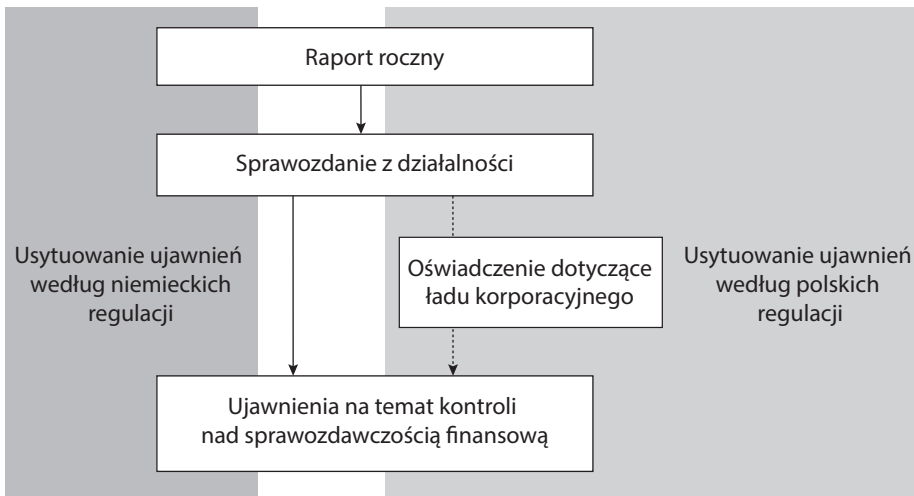 Raport roczny
Sprawozdanie z działalności
Usytuowanie ujawnień
według niemieckich
regulacji
Oświadczenie dotyczące
ładu korporacyjnego
Usytuowanie ujawnień
według polskich
regulacji
Ujawnienia na temat kontroli
nad sprawozdawczością finansową